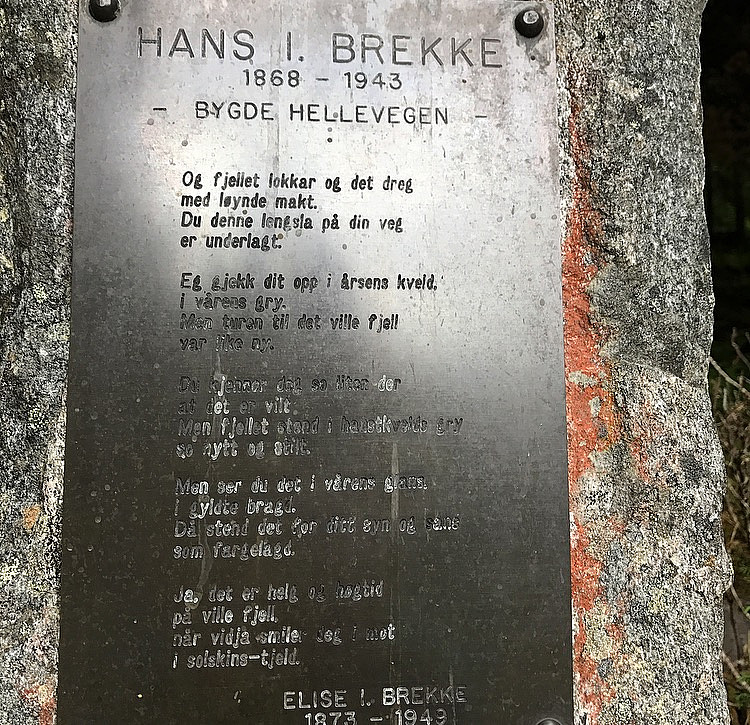 HANS I. BREKKE
1868 - 1943
- BYGDE HELLEVEGEN -
Og fjellet lokkar og det dreg
med løynde makt.
Du denne lengsla på din veg
er underlagt.
Eg gjekk dit opp i årsens kveld,
i vårens gry.
Men turen til det ville fjell
var like ny.
Du kjenner deg so liten der
at det er vilt.
Men fjellet stend i haustkvelds gry
so nytt og stilt.
Men ser du det i vårens glans,
i gyldte bragd.
Då stend det for ditt syn og sans
som fargelagd.
Ja, det er helg og høgtid
på ville fjell,
når vidja smiler deg i møt
i solskins-tjeld.
ELISE I. BREKKE
1873 - 1949